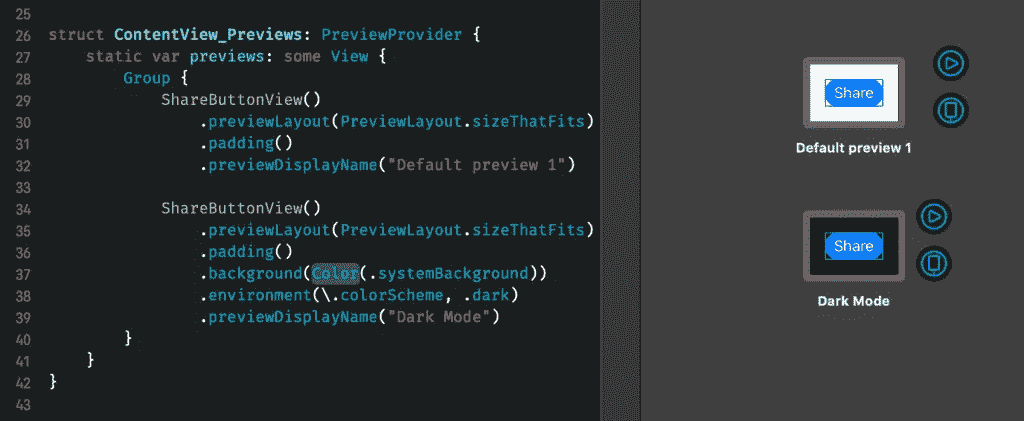 25
26 struct ContentView_Previews: PreviewProvider {
27 static var previews: some View {
28 Group {
29 ShareButtonView()
30 .previewLayout(PreviewLayout.sizeThatFits)
31 .padding()
32 .previewDisplayName("Default preview 1")
33
34 ShareButtonView()
35 .previewLayout(PreviewLayout.sizeThatFits)
36 .padding()
37 .background(Color(.systemBackground))
38 .environment(\.colorScheme, .dark)
39 .previewDisplayName("Dark Mode")
40 }
41 }
42 }
43
Share
Default preview 1
Share
Dark Mode